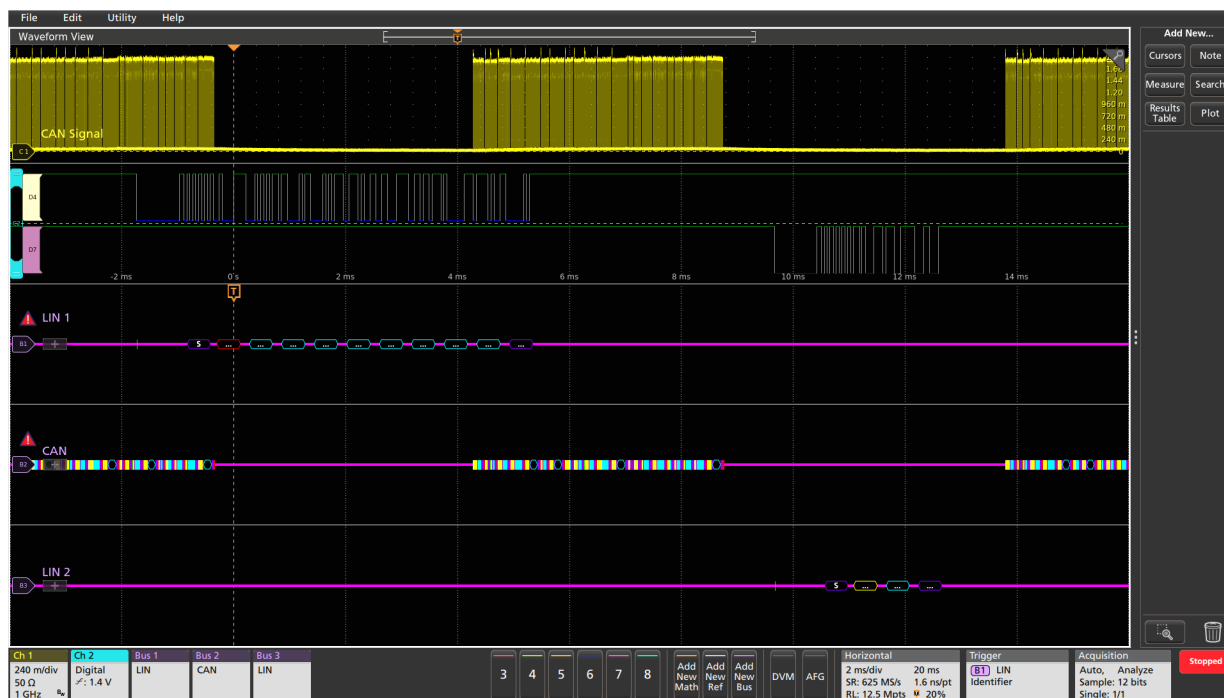 File Edit Utility Help
Waveform View
Add New...
Cursors Note
Measure Search
Results Table Plot
1.44
1.20
960 m
720 m
480 m
240 m
0
CAN Signal
C1
D4
D7
-2 ms 0 s 2 ms 4 ms 6 ms 8 ms 10 ms 12 ms 14 ms
T
LIN 1
B1 + S ... ... ... ... ... ... ... ... ... ...
CAN
B2 +
LIN 2
B3 + S ... ... ...
Ch 1
240 m/div
50 Ω
1 GHz Bw
Ch 2
Digital
1.4 V
Bus 1
LIN
Bus 2
CAN
Bus 3
LIN
3 4 5 6 7 8
Add New Math
Add New Ref
Add New Bus
DVM
AFG
Horizontal
2 ms/div 20 ms
SR: 625 MS/s 1.6 ns/pt
RL: 12.5 Mpts 20%
Trigger
B1 LIN
Identifier
Acquisition
Auto, Analyze
Sample: 12 bits
Single: 1/1
Stopped